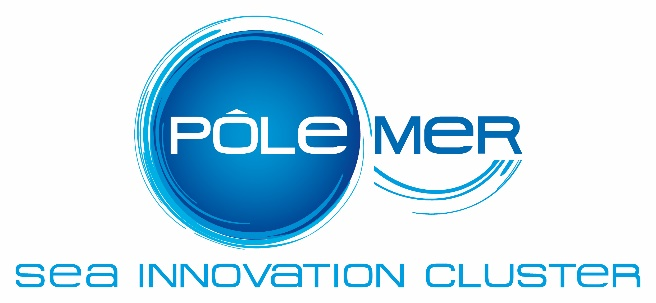 PÔLe MeR
sea INNOVaTION CLUSTeR